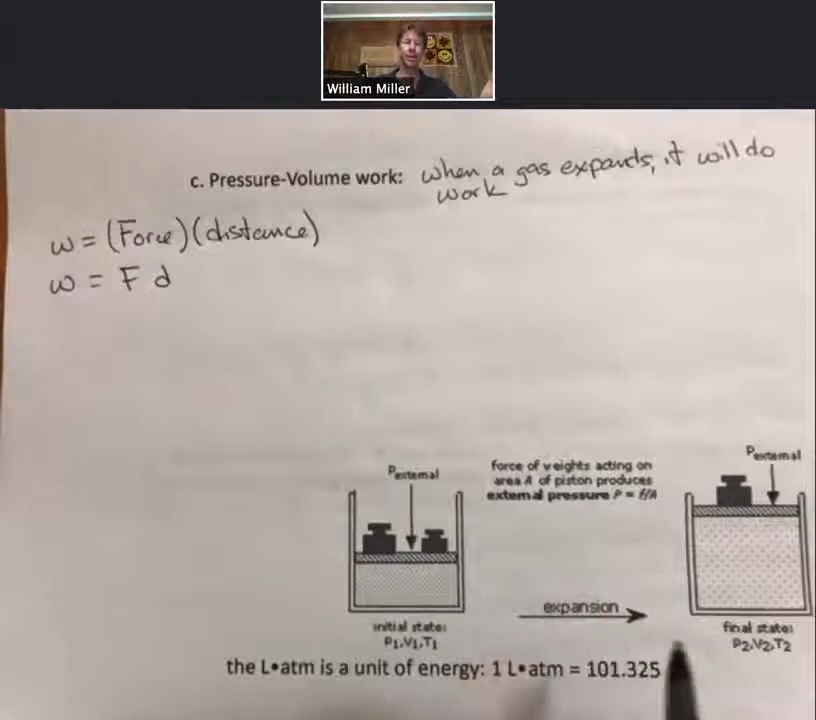 William Miller
c. Pressure-Volume work: when a gas expands, it will do
work
w = (Force)(distance)
w = F d
Pexternal
force of weights acting on
area A of piston produces
external pressure P = f/A
Pexternal
expansion
initial state:
P1,V1,T1
final state:
P2,V2,T2
the L•atm is a unit of energy: 1 L•atm = 101.325